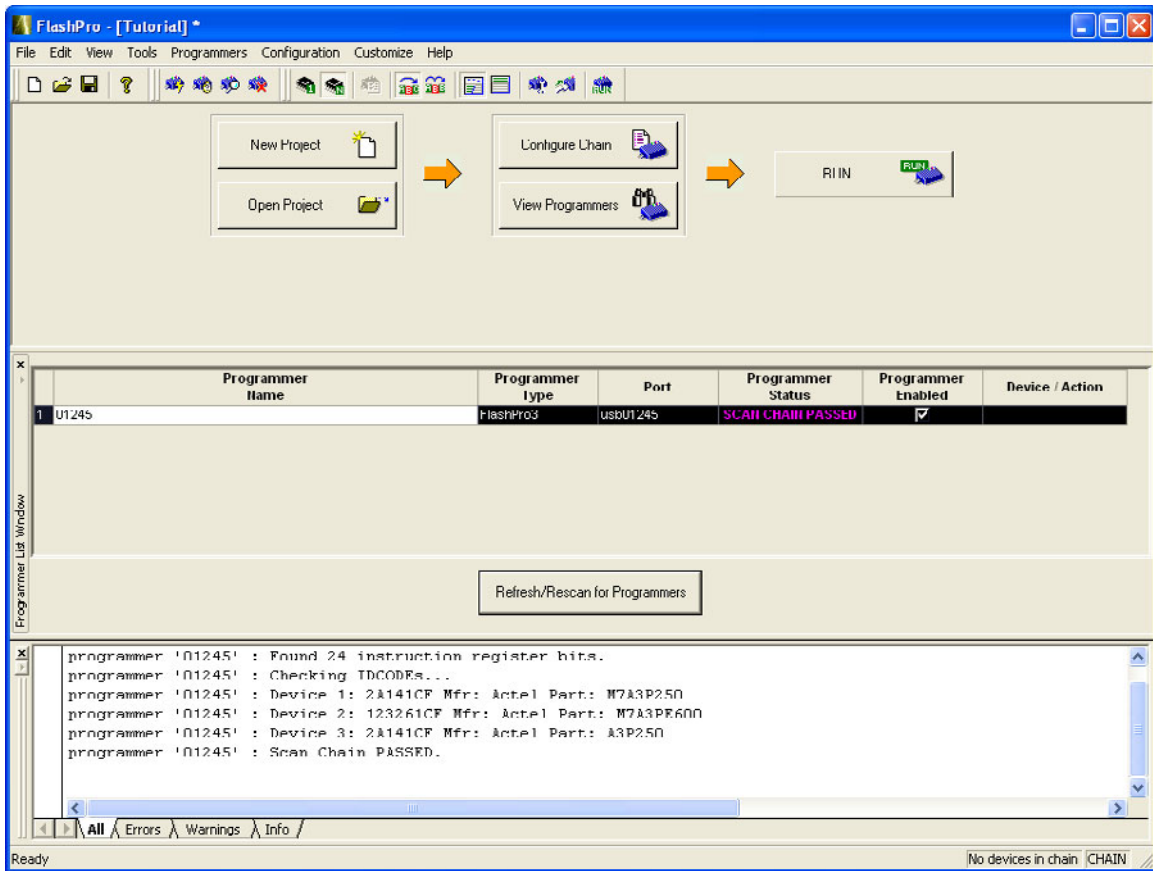 FlashPro - [Tutorial] *
File Edit View Tools Programmers Configuration Customize Help
New Project
Configure Chain
RUN
Open Project
View Programmers
Programmer Name
Programmer Type
Port
Programmer Status
Programmer Enabled
Device / Action
1 01245 FlashPro3 usb01245 SCAN CHAIN PASSED
Programmer List Window
Refresh/Rescan for Programmers
programmer '01245' : Found 24 instruction register bits.
programmer '01245' : Checking IDCODEs...
programmer '01245' : Device 1: 2A141CF Mfr: Actel Part: M7A3P250
programmer '01245' : Device 2: 123261CF Mfr: Actel Part: M7A3PE600
programmer '01245' : Device 3: 2A141CF Mfr: Actel Part: A3P250
programmer '01245' : Scan Chain PASSED.
All Errors Warnings Info
Ready
No devices in chain CHAIN